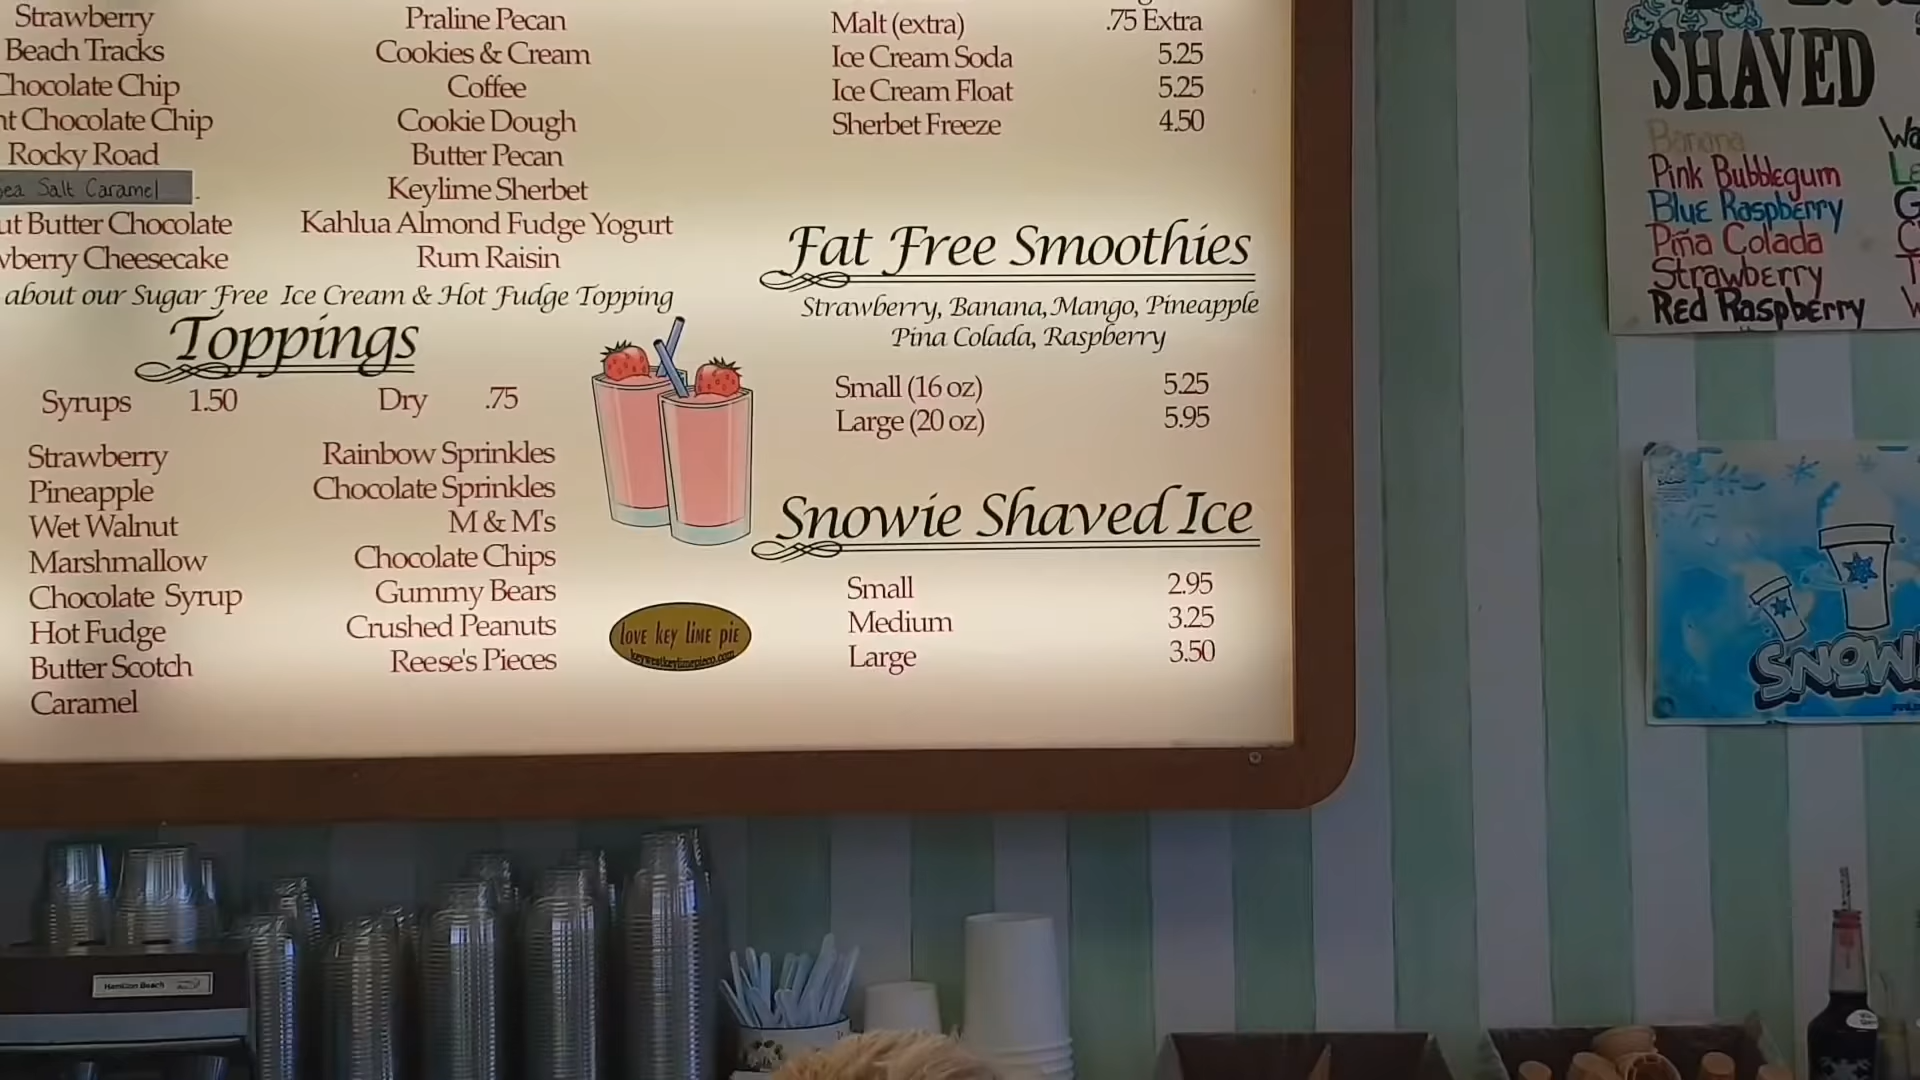 Strawberry
Beach Tracks
Chocolate Chip
Chocolate Chip
Rocky Road
Sea Salt Caramel
Butter Chocolate
Cheesecake
Praline Pecan
Cookies & Cream
Coffee
Cookie Dough
Butter Pecan
Keylime Sherbet
Kahlua Almond Fudge Yogurt
Rum Raisin
about our Sugar Free Ice Cream & Hot Fudge Topping
Toppings
Syrups 1.50
Strawberry
Pineapple
Wet Walnut
Marshmallow
Chocolate Syrup
Hot Fudge
Butter Scotch
Caramel
Dry .75
Rainbow Sprinkles
Chocolate Sprinkles
M & M's
Chocolate Chips
Gummy Bears
Crushed Peanuts
Reese's Pieces
love key lime pie
keywestkeylimepieco.com
Malt (extra) .75 Extra
Ice Cream Soda 5.25
Ice Cream Float 5.25
Sherbet Freeze 4.50
Fat Free Smoothies
Strawberry, Banana, Mango, Pineapple
Pina Colada, Raspberry
Small (16 oz) 5.25
Large (20 oz) 5.95
Snowie Shaved Ice
Small 2.95
Medium 3.25
Large 3.50
SHAVED
Banana
Pink Bubblegum
Blue Raspberry
Piña Colada
Strawberry
Red Raspberry
SNOWI
Hamilton Beach